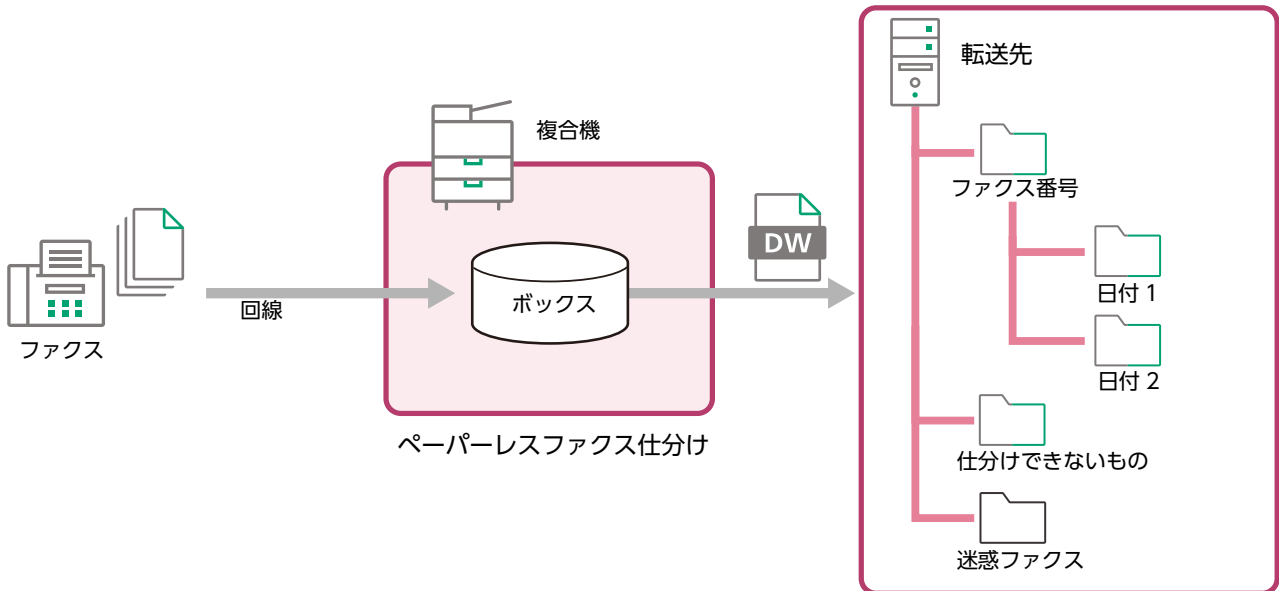 転送先
複合機
ファクス番号
DW
日付 1
回線
ボックス
ファクス
日付 2
ペーパーレスファクス仕分け
仕分けできないもの
迷惑ファクス